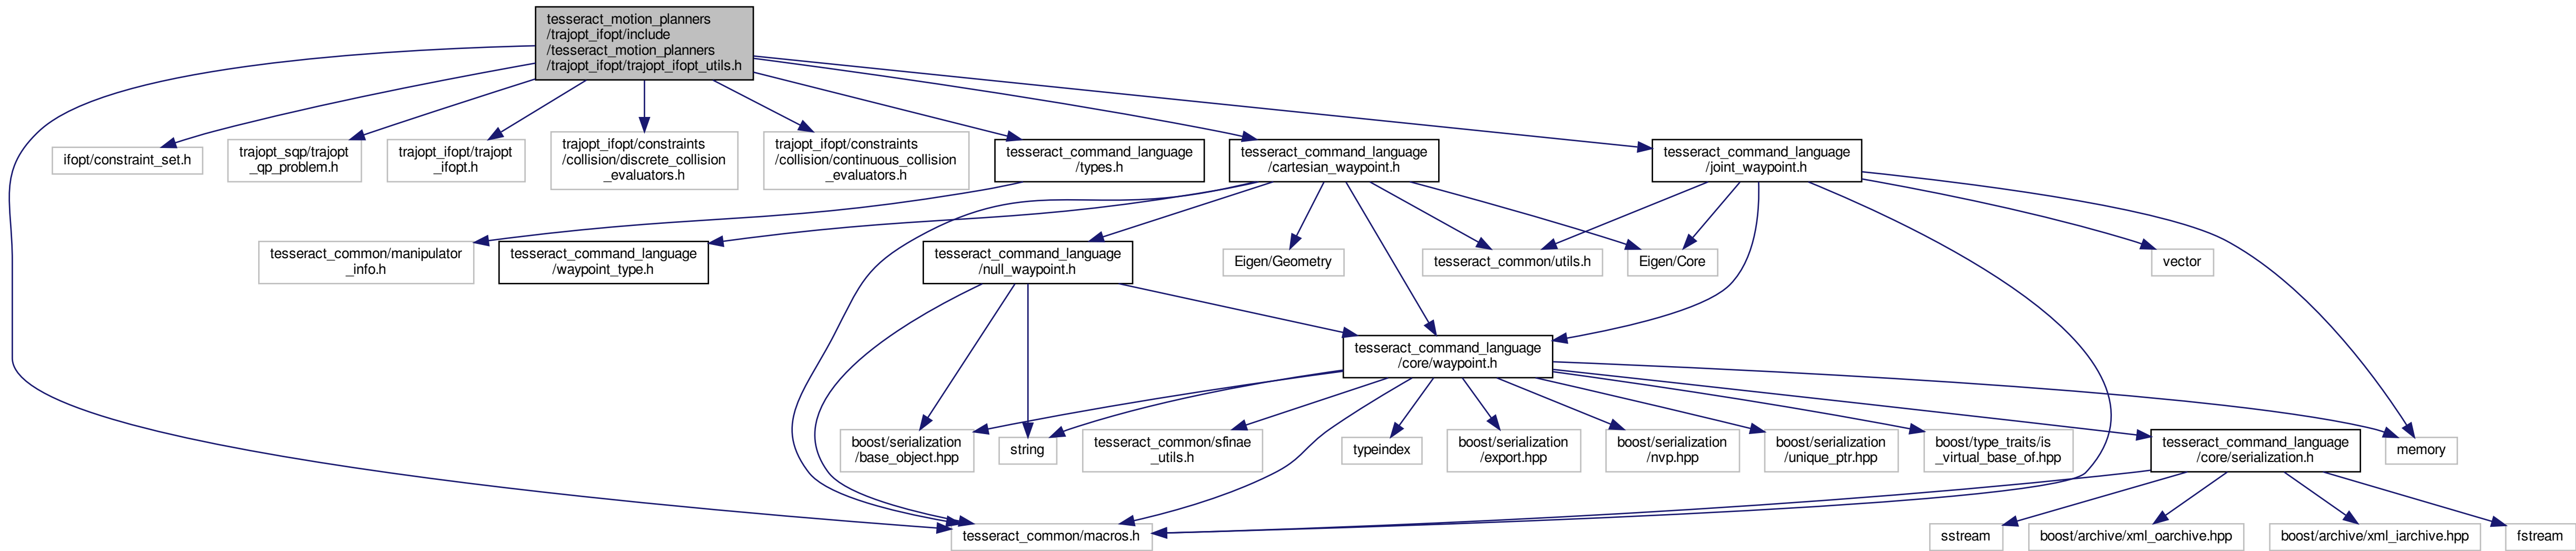 tesseract_motion_planners
/trajopt_ifopt/include
/tesseract_motion_planners
/trajopt_ifopt/trajopt_ifopt_utils.h
ifopt/constraint_set.h
trajopt_sqp/trajopt
_qp_problem.h
trajopt_ifopt/trajopt
_ifopt.h
trajopt_ifopt/constraints
/collision/discrete_collision
_evaluators.h
trajopt_ifopt/constraints
/collision/continuous_collision
_evaluators.h
tesseract_command_language
/types.h
tesseract_command_language
/cartesian_waypoint.h
tesseract_command_language
/joint_waypoint.h
tesseract_common/manipulator
_info.h
tesseract_command_language
/waypoint_type.h
tesseract_command_language
/null_waypoint.h
Eigen/Geometry
tesseract_common/utils.h
Eigen/Core
vector
tesseract_command_language
/core/waypoint.h
boost/serialization
/base_object.hpp
string
tesseract_common/sfinae
_utils.h
typeindex
boost/serialization
/export.hpp
boost/serialization
/nvp.hpp
boost/serialization
/unique_ptr.hpp
boost/type_traits/is
_virtual_base_of.hpp
tesseract_command_language
/core/serialization.h
memory
tesseract_common/macros.h
sstream
boost/archive/xml_oarchive.hpp
boost/archive/xml_iarchive.hpp
fstream